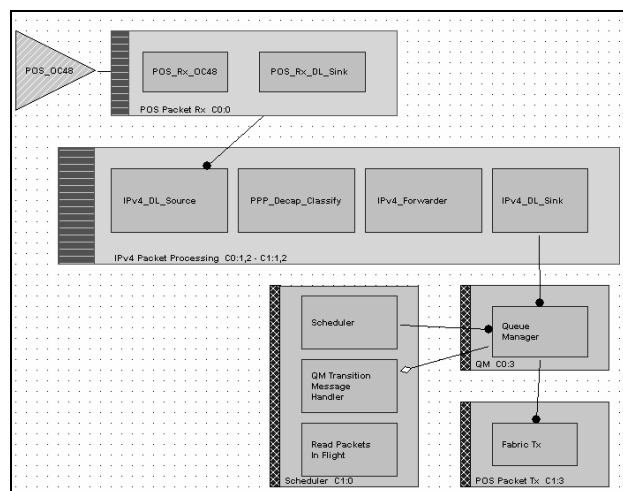 POS_OC48
POS_Rx_OC48
POS_Rx_DL_Sink
POS Packet Rx C0:0
IPv4_DL_Source
PPP_Decap_Classify
IPv4_Forwarder
IPv4_DL_Sink
IPv4 Packet Processing C0:1,2 - C1:1,2
Scheduler
QM Transition
Message
Handler
Read Packets
In Flight
Scheduler C1:0
Queue
Manager
QM C0:3
Fabric Tx
POS Packet Tx C1:3